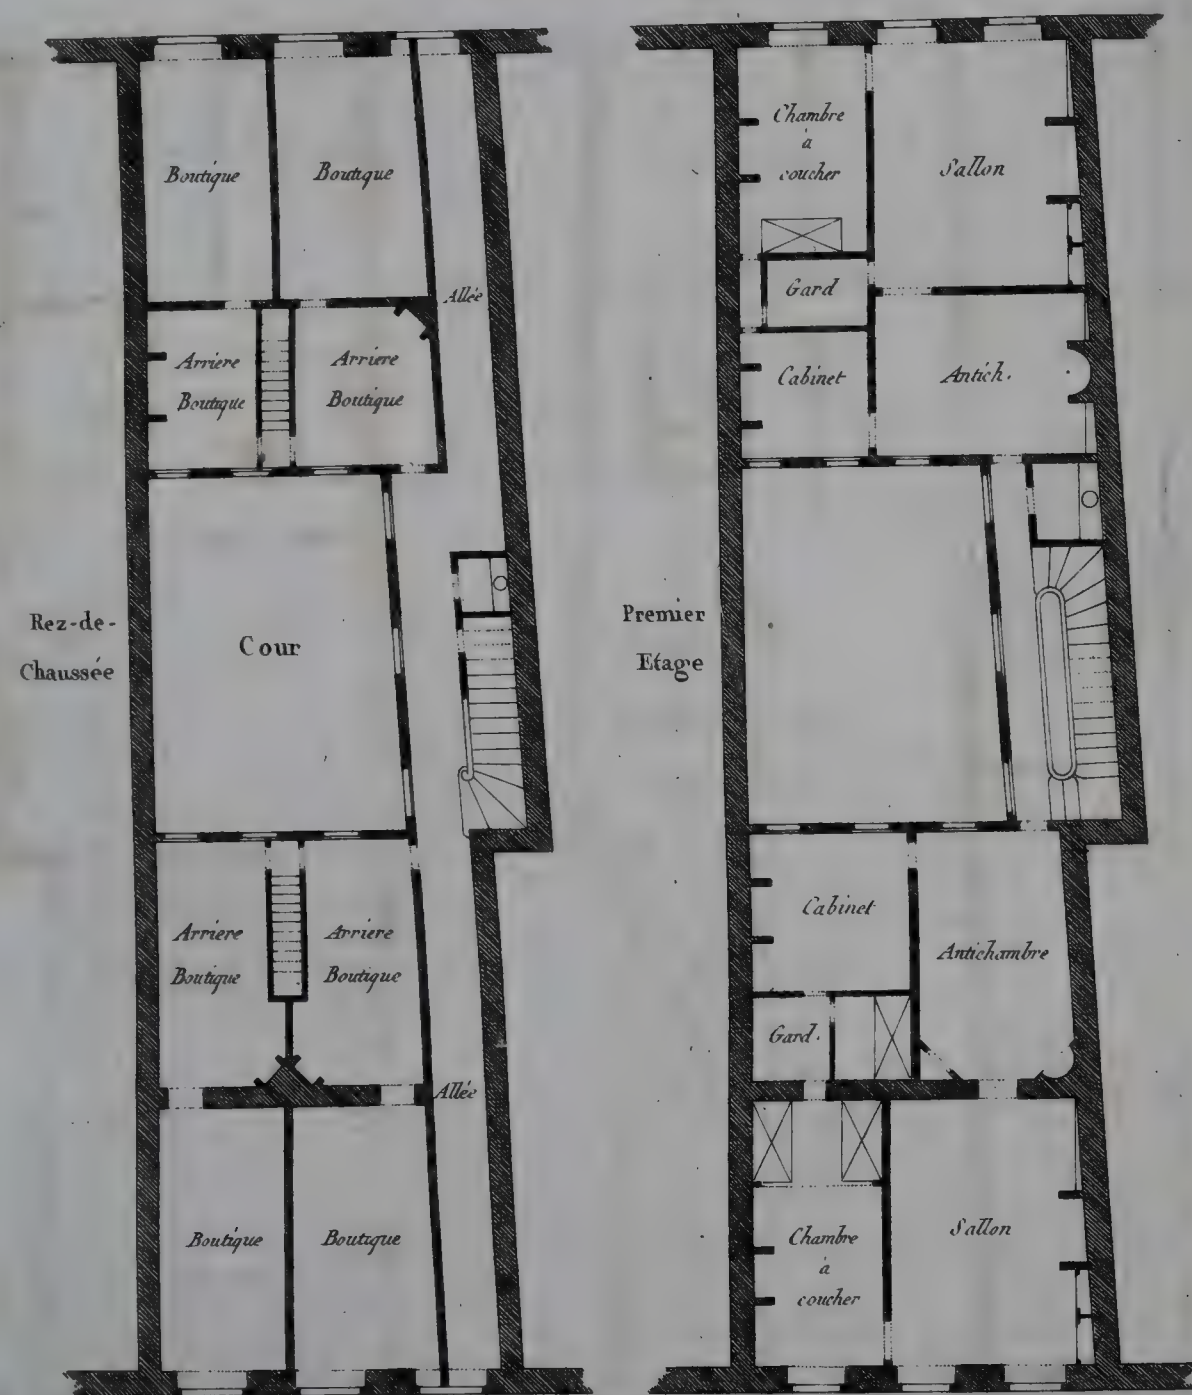 Boutique
Boutique
Allée
Arriere
Boutique
Arriere
Boutique
Rez-de-
Chaussée
Cour
Arriere
Boutique
Arriere
Boutique
Allée
Boutique
Boutique
Chambre
à
coucher
Sallon
Gard
Cabinet
Antich.
Premier
Etage
Cabinet
Antichambre
Gard.
Chambre
à
coucher
Sallon